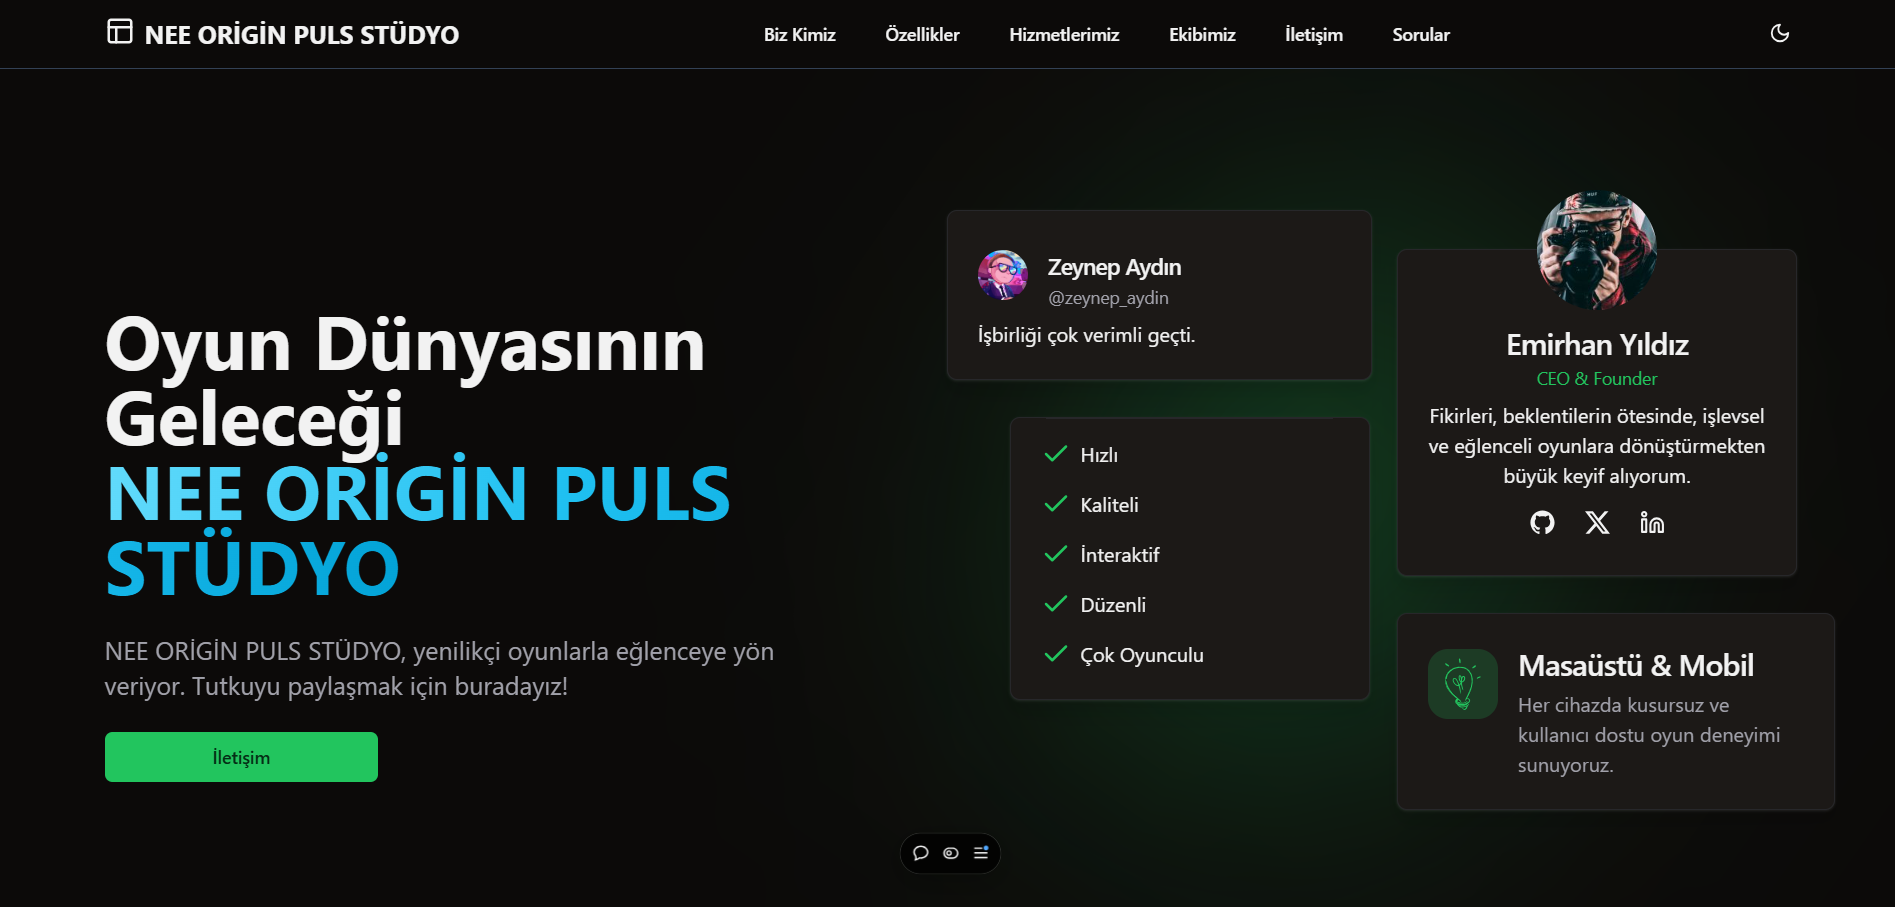 NEE ORİGİN PULS STÜDYO
Biz Kimiz
Özellikler
Hizmetlerimiz
Ekibimiz
İletişim
Sorular
Oyun Dünyasının
Geleceği
NEE ORİGİN PULS
STÜDYO
NEE ORİGİN PULS STÜDYO, yenilikçi oyunlarla eğlenceye yön
veriyor. Tutkuyu paylaşmak için buradayız!
İletişim
Zeynep Aydın
@zeynep_aydin
İşbirliği çok verimli geçti.
Hızlı
Kaliteli
İnteraktif
Düzenli
Çok Oyunculu
Emirhan Yıldız
CEO & Founder
Fikirleri, beklentilerin ötesinde, işlevsel
ve eğlenceli oyunlara dönüştürmekten
büyük keyif alıyorum.
Masaüstü & Mobil
Her cihazda kusursuz ve
kullanıcı dostu oyun deneyimi
sunuyoruz.